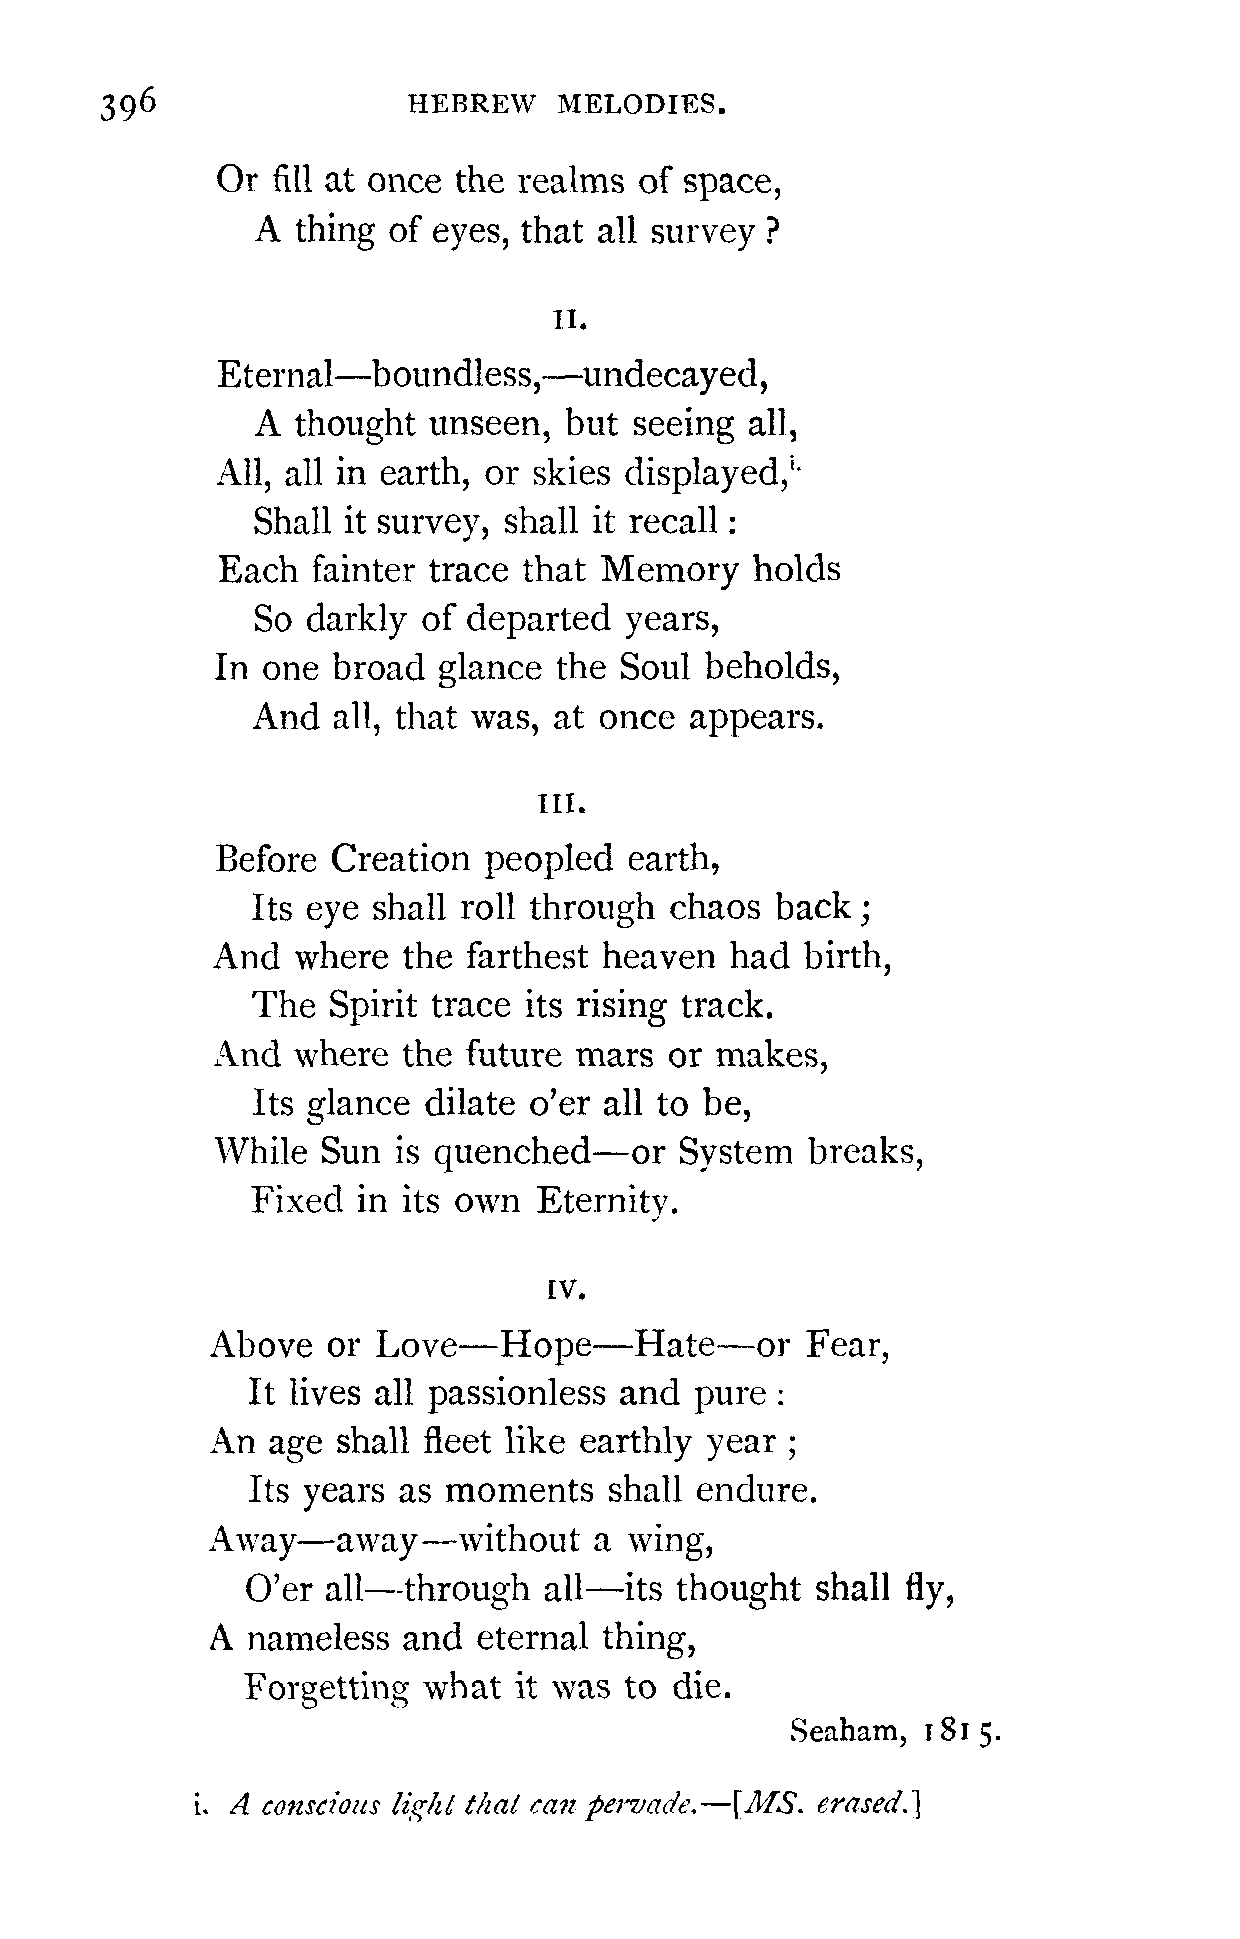 396 HEBREW MELODIES.
Or fill at once the realms of space,
A thing of eyes, that all survey?
II.
Eternal—boundless,—undecayed,
A thought unseen, but seeing all,
All, all in earth, or skies displayed,i.
Shall it survey, shall it recall:
Each fainter trace that Memory holds
So darkly of departed years,
In one broad glance the Soul beholds,
And all, that was, at once appears.
III.
Before Creation peopled earth,
Its eye shall roll through chaos back;
And where the farthest heaven had birth,
The Spirit trace its rising track.
And where the future mars or makes,
Its glance dilate o'er all to be,
While Sun is quenched—or System breaks,
Fixed in its own Eternity.
IV.
Above or Love—Hope—Hate—or Fear,
It lives all passionless and pure:
An age shall fleet like earthly year;
Its years as moments shall endure.
Away—away—without a wing,
O'er all—through all—its thought shall fly,
A nameless and eternal thing,
Forgetting what it was to die.
Seaham, 1815.
i. A conscious light that can pervade.—[MS. erased.]